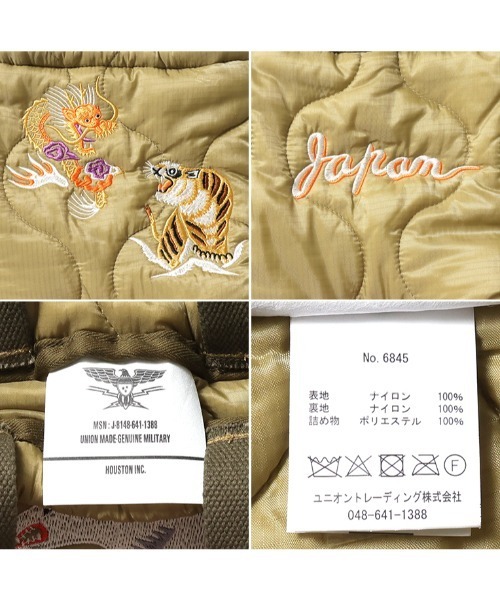 Japan
MSN : J-8148-641-1388
UNION MADE GENUINE MILITARY
HOUSTON INC.
No. 6845
表地 ナイロン 100%
裏地 ナイロン 100%
詰め物 ポリエステル 100%
F
ユニオントレーディング株式会社
048-641-1388